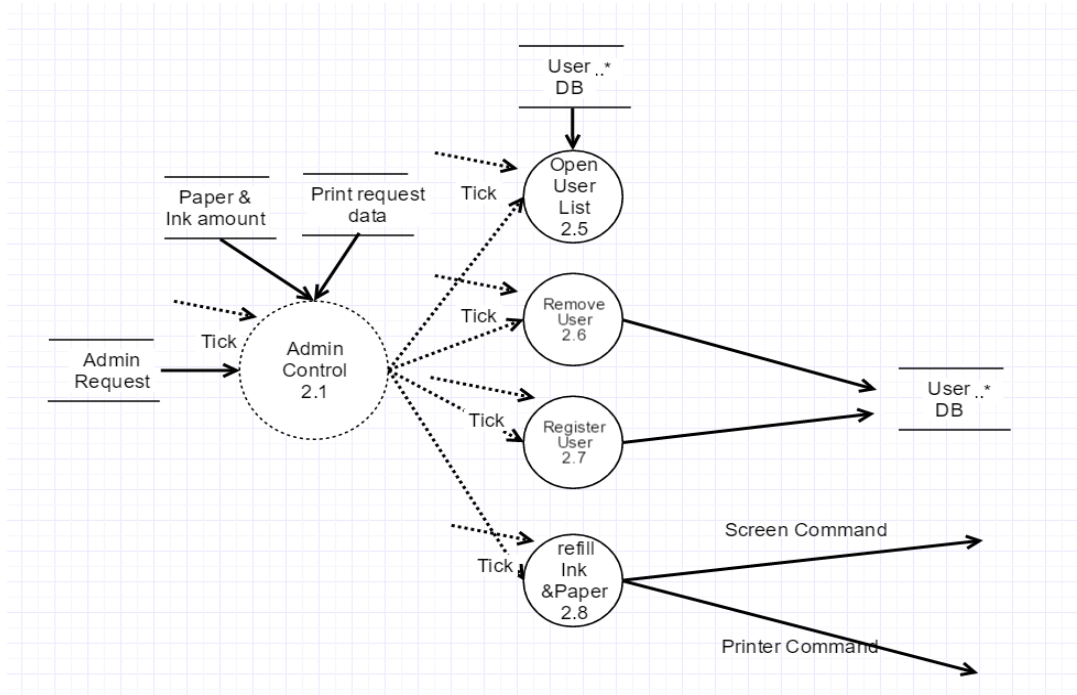 User ..*
DB
Open
User
List
2.5
Tick
Paper &
Ink amount
Print request
data
Remove
User
2.6
Tick
Tick
Admin
Request
Admin
Control
2.1
User ..*
DB
Register
User
2.7
Tick
refill
Ink
&Paper
2.8
Tick
Screen Command
Printer Command